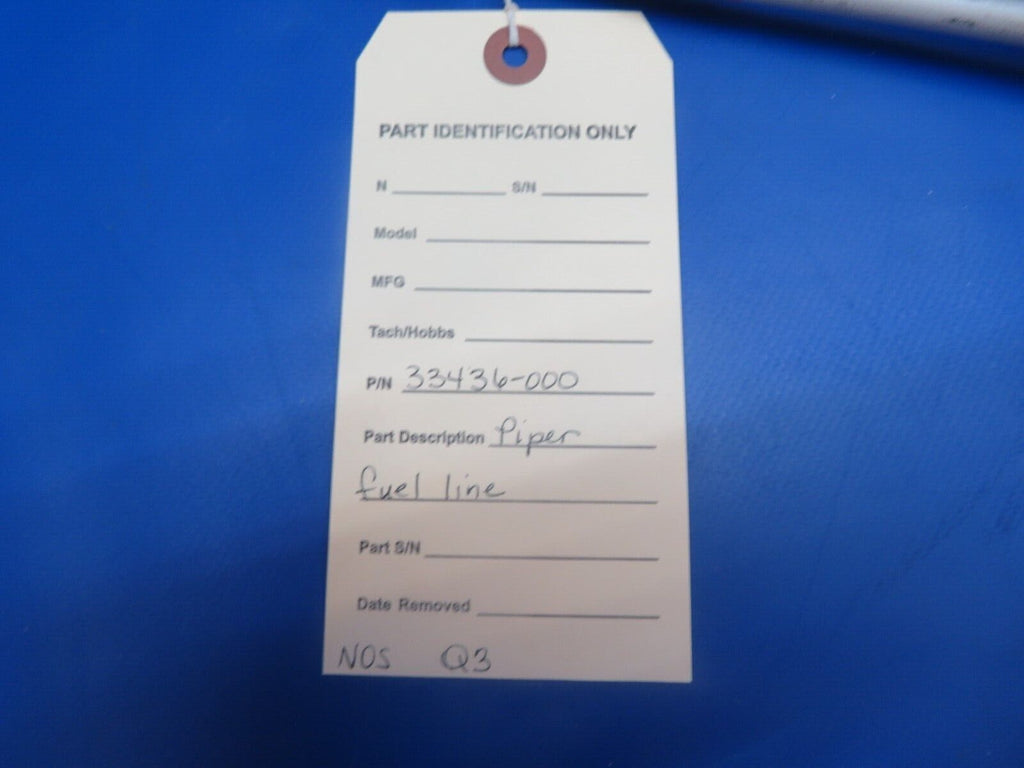 PART IDENTIFICATION ONLY
N S/N
Model
MFG
Tach/Hobbs
P/N 33436-000
Part Description Piper
fuel line
Part S/N
Date Removed
NOS Q3